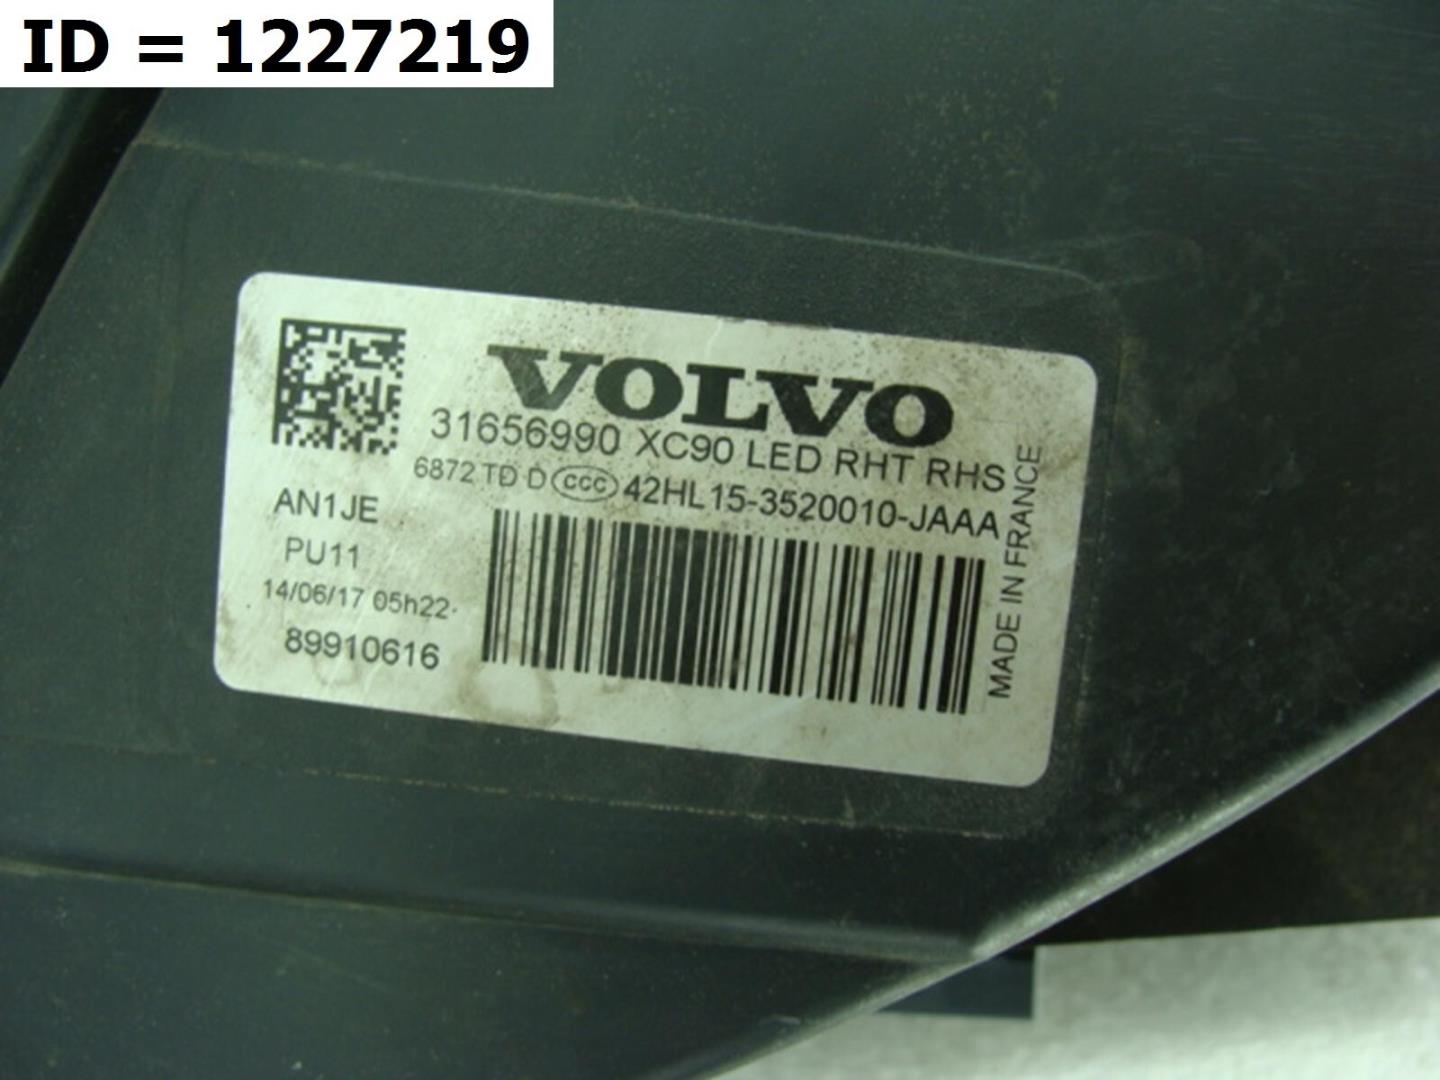 ID = 1227219
VOLVO
31656990 XC90 LED RHT RHS
6872 TD D CCC 42HL15-3520010-JAAA
AN1JE
PU11
14/06/17 05h22
89910616
MADE IN FRANCE